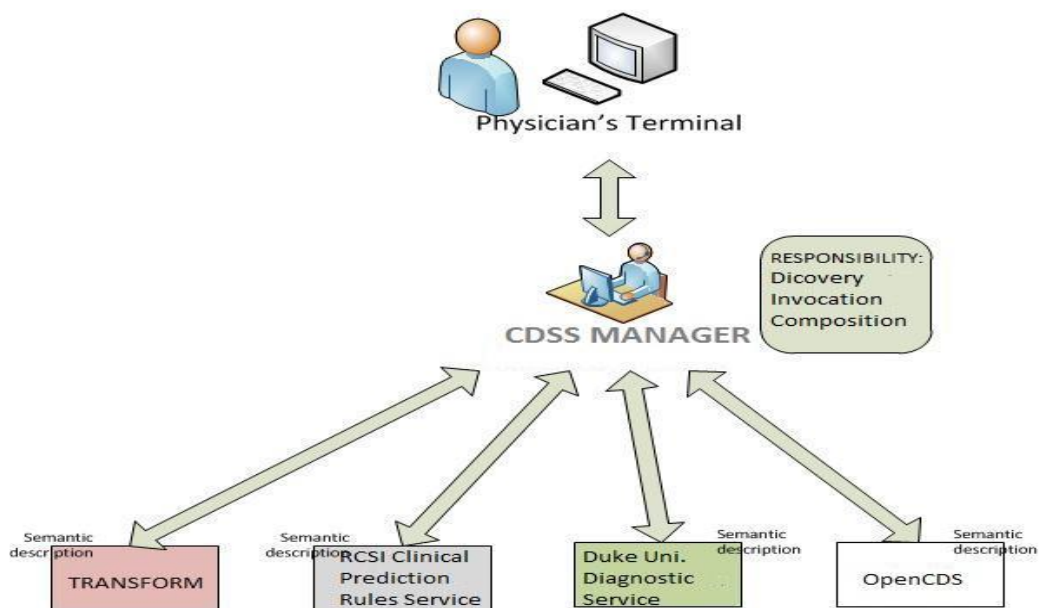 Physician's Terminal
RESPONSIBILITY:
Dicovery
Invocation
Composition
CDSS MANAGER
Semantic
description
TRANSFORM
Semantic
description
RCSI Clinical
Prediction
Rules Service
Duke Uni.
Diagnostic
Service
Semantic
description
OpenCDS
Semantic
description